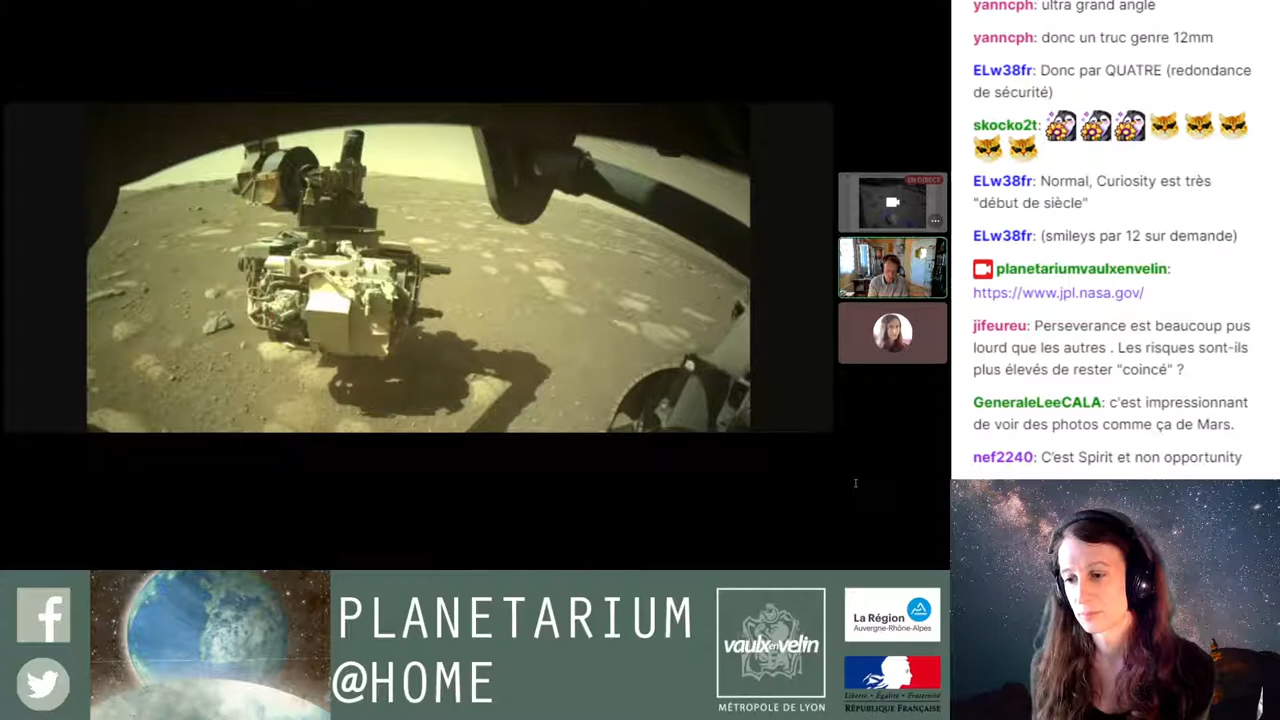 yanncph: ultra grand angle
yanncph: donc un truc genre 12mm
ELw38fr: Donc par QUATRE (redondance
de sécurité)
skocko2t:
ELw38fr: Normal, Curiosity est très
"début de siècle"
ELw38fr: (smileys par 12 sur demande)
planetariumvaulxenvelin:
https://www.jpl.nasa.gov/
jifeureu: Perseverance est beaucoup pus
lourd que les autres . Les risques sont-ils
plus élevés de rester "coincé" ?
GeneraleLeeCALA: c'est impressionnant
de voir des photos comme ça de Mars.
nef2240: C'est Spirit et non opportunity
EN DIRECT
PLANETARIUM
@HOME
vaulx en velin
MÉTROPOLE DE LYON
La Région
Auvergne-Rhône-Alpes
Liberté • Égalité • Fraternité
RÉPUBLIQUE FRANÇAISE